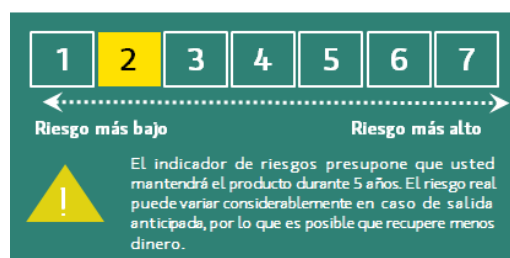 1 2 3 4 5 6 7
Riesgo más bajo Riesgo más alto
!
El indicador de riesgos presupone que usted
mantendrá el producto durante 5 años. El riesgo real
puede variar considerablemente en caso de salida
anticipada, por lo que es posible que recupere menos
dinero.